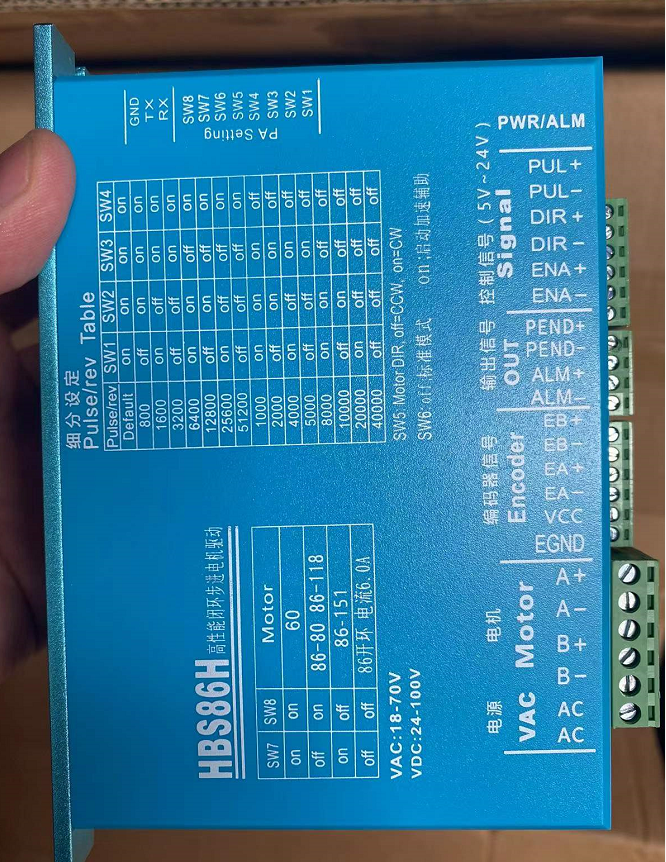 细分设定
Pulse/rev Table
Pulse/rev SW1 SW2 SW3 SW4
Default on on on on
800 off on on on
1600 on off on on
3200 off off on on
6400 on on off on
12800 off on off on
25600 on off off on
51200 off off off on
1000 on on on off
2000 off on on off
4000 on off on off
5000 off off on off
8000 on on off off
10000 off on off off
20000 on off off off
40000 off off off off
SW5 Motor DIR, off=CCW, on=CW
SW6 off标准模式 on:启动加速辅助
GND
TX
RX
SW8
SW7
SW6
SW5
SW4
SW3
SW2
SW1
PA Setting
HBS86H 高性能闭环步进电机驱动
SW7 SW8 Motor
on on 60
off on 86-80 86-118
on off 86-151
off off 86开环 电流6.0A
VAC:18-70V
VDC:24-100V
PWR/ALM
控制信号(5V~24V)
Signal
PUL+
PUL-
DIR+
DIR-
ENA+
ENA-
输出信号
OUT
PEND+
PEND-
ALM+
ALM-
编码器信号
Encoder
EB+
EB-
EA+
EA-
VCC
EGND
电机
Motor
A+
A-
B+
B-
电源
VAC
AC
AC